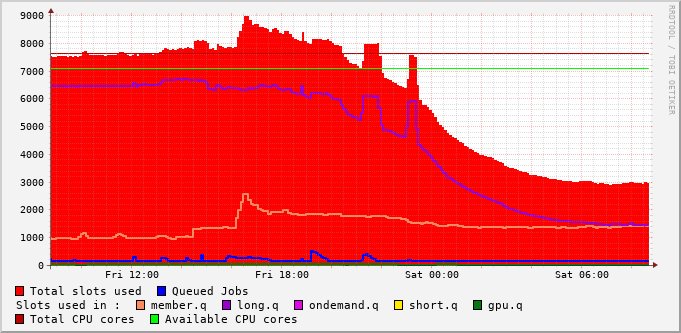 9000
8000
7000
6000
5000
4000
3000
2000
1000
0
Fri 12:00 Fri 18:00 Sat 00:00 Sat 06:00
RRDTOOL / TOBI OETIKER
Total slots used Queued Jobs
Slots used in : member.q long.q ondemand.q short.q gpu.q
Total CPU cores Available CPU cores